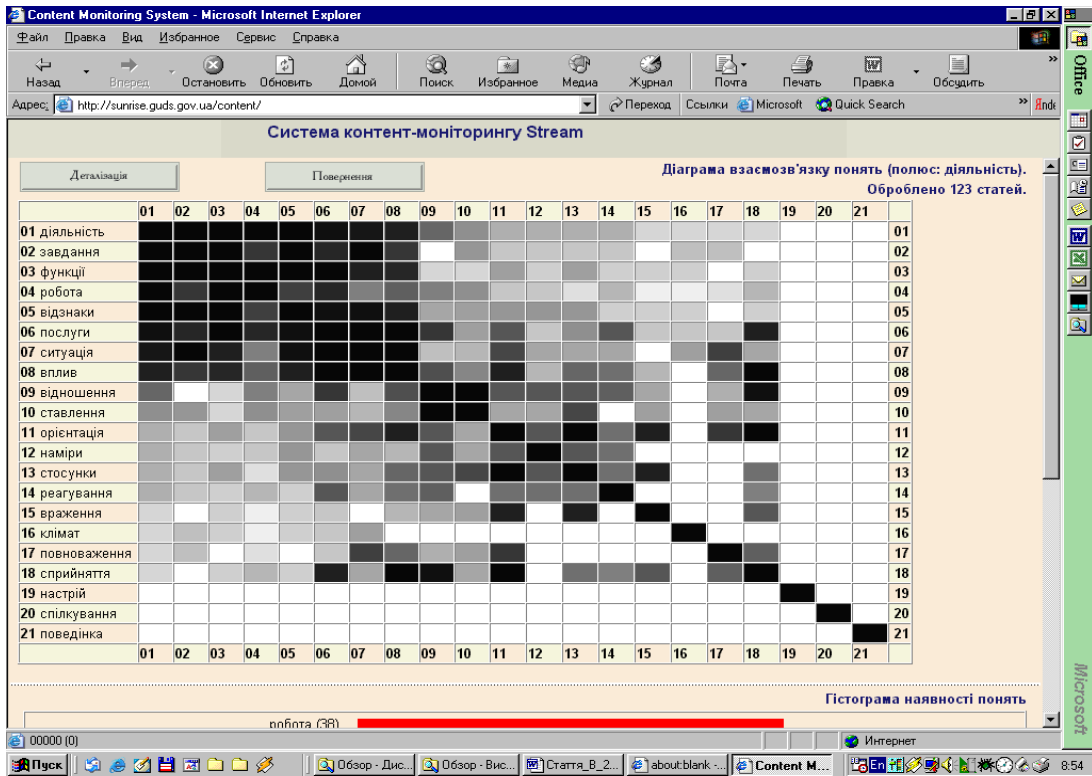 Content Monitoring System - Microsoft Internet Explorer
Файл Правка Вид Избранное Сервис Справка
Назад Вперед Остановить Обновить Домой Поиск Избранное Медиа Журнал Почта Печать Правка Обсудить »
Адрес: http://sunrise.guds.gov.ua/content/ Переход Ссылки Microsoft Quick Search »
Office
Система контент-моніторингу Stream
Деталізація Повернення
Діаграма взаємозв'язку понять (полюс: діяльність).
Оброблено 123 статей.
01 02 03 04 05 06 07 08 09 10 11 12 13 14 15 16 17 18 19 20 21
01 діяльність 01
02 завдання 02
03 функції 03
04 робота 04
05 відзнаки 05
06 послуги 06
07 ситуація 07
08 вплив 08
09 відношення 09
10 ставлення 10
11 орієнтація 11
12 наміри 12
13 стосунки 13
14 реагування 14
15 враження 15
16 клімат 16
17 повноваження 17
18 сприйняття 18
19 настрій 19
20 спілкування 20
21 поведінка 21
01 02 03 04 05 06 07 08 09 10 11 12 13 14 15 16 17 18 19 20 21
Гістограма наявності понять
робота (38)
00000 (0) Интернет
Microsoft
Пуск Обзор - Дис... Обзор - Вис... Стаття_В_2... about:blank -... Content M... En 8:54